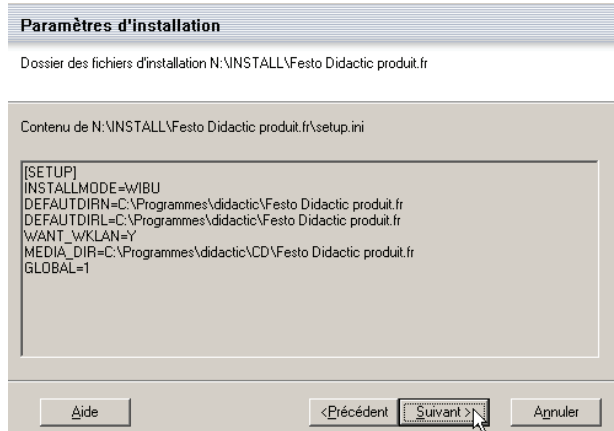 Paramètres d'installation
Dossier des fichiers d'installation N:\INSTALL\Festo Didactic produit.fr
Contenu de N:\INSTALL\Festo Didactic produit.fr\setup.ini
[SETUP]
INSTALLMODE=WIBU
DEFAUTDIRN=C:\Programmes\didactic\Festo Didactic produit.fr
DEFAUTDIRL=C:\Programmes\didactic\Festo Didactic produit.fr
WANT_WKLAN=Y
MEDIA_DIR=C:\Programmes\didactic\CD\Festo Didactic produit.fr
GLOBAL=1
Aide
<Précédent
Suivant >
Annuler